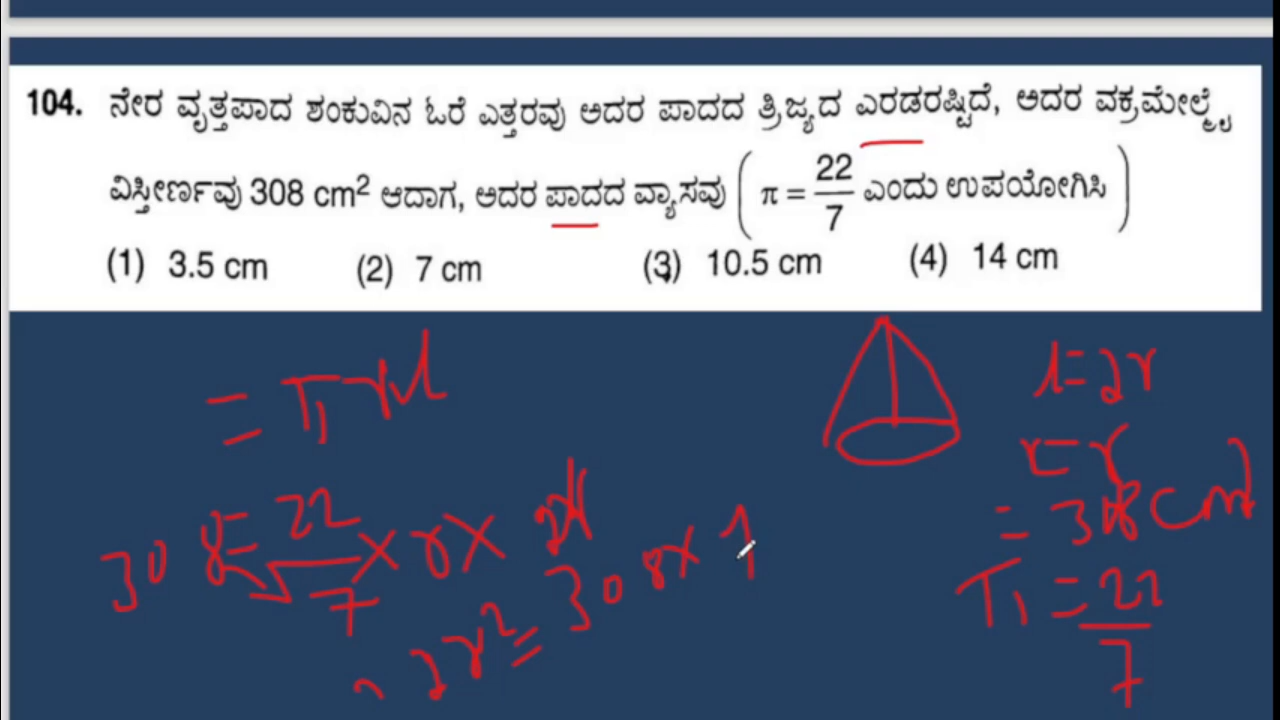 104. ನೇರ ವೃತ್ತಪಾದ ಶಂಕುವಿನ ಓರೆ ಎತ್ತರವು ಅದರ ಪಾದದ ತ್ರಿಜ್ಯದ ಎರಡರಷ್ಟಿದೆ, ಅದರ ವಕ್ರಮೇಲ್ಮೈ
ವಿಸ್ತೀರ್ಣವು 308 cm² ಆದಾಗ, ಅದರ ಪಾದದ ವ್ಯಾಸವು ( π = 22/7 ಎಂದು ಉಪಯೋಗಿಸಿ )
(1) 3.5 cm (2) 7 cm (3) 10.5 cm (4) 14 cm
= π r l
l = 2r
r = r
= 308 cm²
308 = 22/7 × r × 2r
π = 22/7
2r² = 308 ×